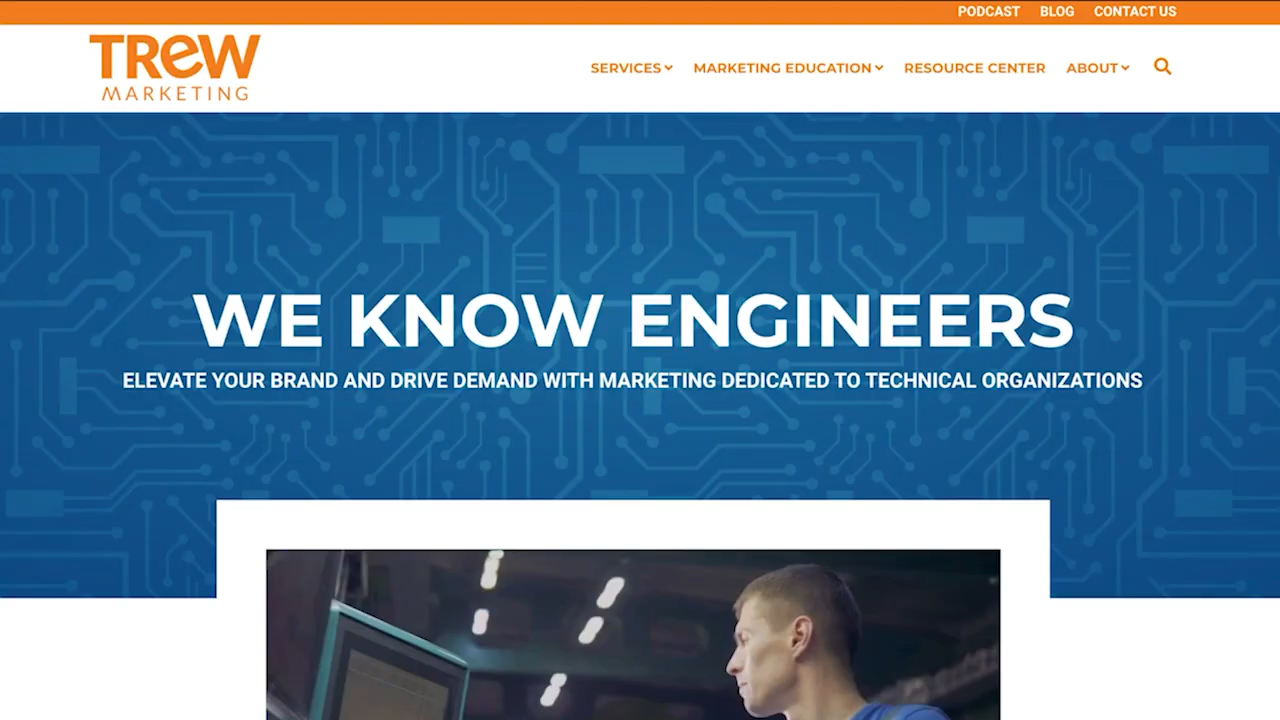 PODCAST BLOG CONTACT US
TREW
MARKETING
SERVICES MARKETING EDUCATION RESOURCE CENTER ABOUT
WE KNOW ENGINEERS
ELEVATE YOUR BRAND AND DRIVE DEMAND WITH MARKETING DEDICATED TO TECHNICAL ORGANIZATIONS